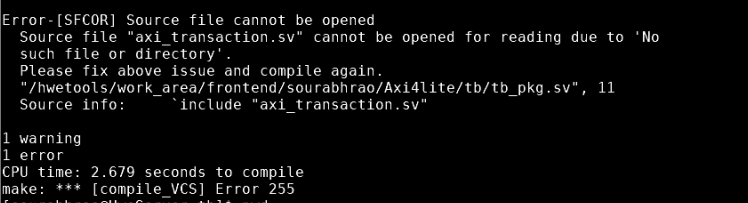 Error-[SFCOR] Source file cannot be opened
Source file "axi_transaction.sv" cannot be opened for reading due to 'No
such file or directory'.
Please fix above issue and compile again.
"/hwetools/work_area/frontend/sourabhrao/Axi4lite/tb/tb_pkg.sv", 11
Source info:     `include "axi_transaction.sv"
1 warning
1 error
CPU time: 2.679 seconds to compile
make: *** [compile_VCS] Error 255